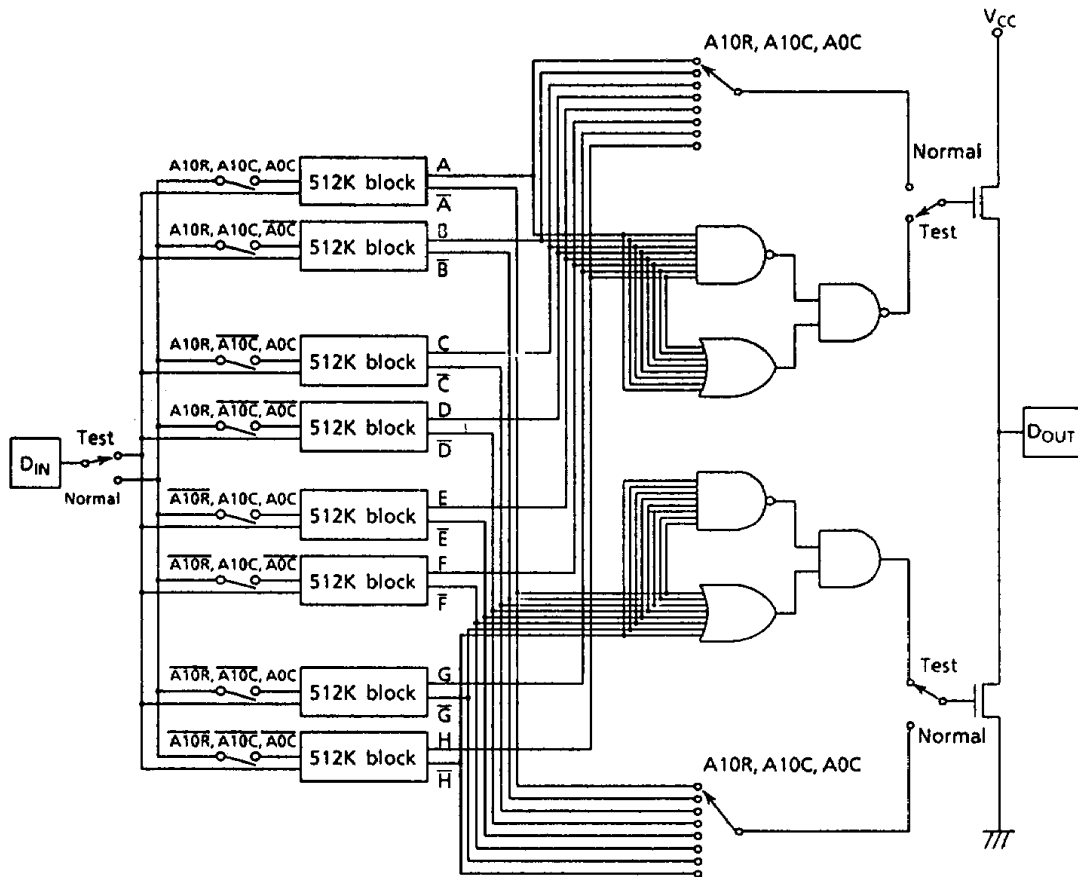 V_CC
A10R, A10C, A0C
Normal
Test
A10R, A10C, A0C
512K block
A
A̅
A10R, A10C, A̅0̅C̅
512K block
B
B̅
A10R, A̅1̅0̅C̅, A0C
512K block
C
C̅
A10R, A̅1̅0̅C̅, A̅0̅C̅
512K block
D
D̅
D_IN
Test
Normal
D_OUT
A̅1̅0̅R̅, A10C, A0C
512K block
E
E̅
A̅1̅0̅R̅, A10C, A̅0̅C̅
512K block
F
F̅
A̅1̅0̅R̅, A̅1̅0̅C̅, A0C
512K block
G
G̅
A̅1̅0̅R̅, A̅1̅0̅C̅, A̅0̅C̅
512K block
H
H̅
Test
Normal
A10R, A10C, A0C